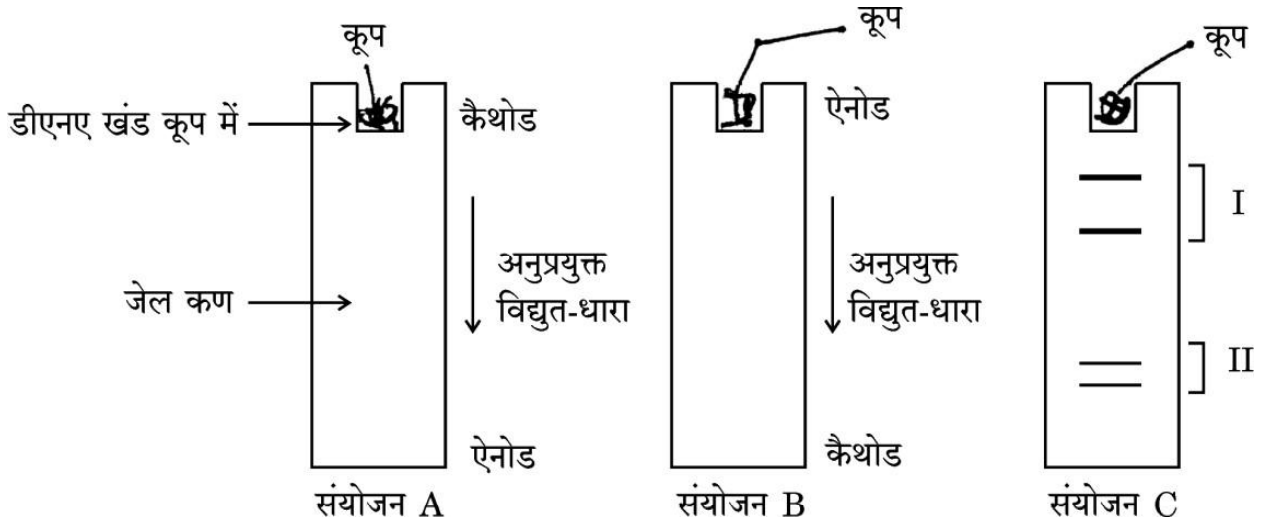 कूप
डीएनए खंड कूप में
कैथोड
अनुप्रयुक्त
विद्युत-धारा
जेल कण
ऐनोड
संयोजन A
कूप
ऐनोड
अनुप्रयुक्त
विद्युत-धारा
कैथोड
संयोजन B
कूप
I
II
संयोजन C